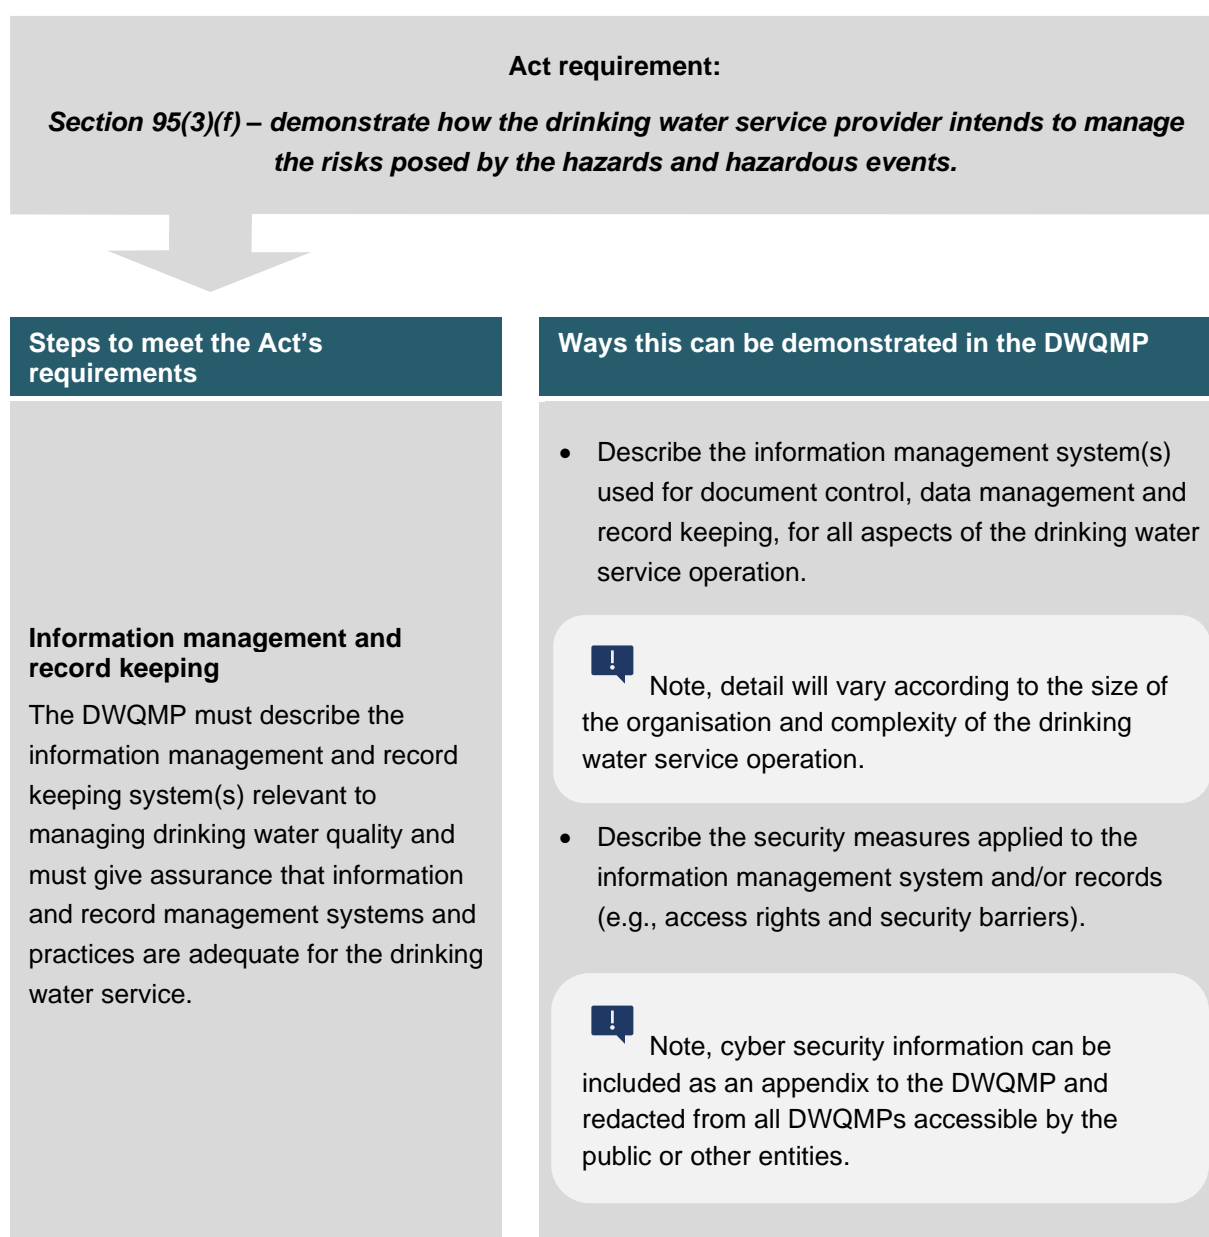 Act requirement:
Section 95(3)(f) – demonstrate how the drinking water service provider intends to manage
the risks posed by the hazards and hazardous events.
Steps to meet the Act’s
requirements
Information management and
record keeping
The DWQMP must describe the
information management and record
keeping system(s) relevant to
managing drinking water quality and
must give assurance that information
and record management systems and
practices are adequate for the drinking
water service.
Ways this can be demonstrated in the DWQMP
• Describe the information management system(s)
used for document control, data management and
record keeping, for all aspects of the drinking water
service operation.
! Note, detail will vary according to the size of
the organisation and complexity of the drinking
water service operation.
• Describe the security measures applied to the
information management system and/or records
(e.g., access rights and security barriers).
! Note, cyber security information can be
included as an appendix to the DWQMP and
redacted from all DWQMPs accessible by the
public or other entities.